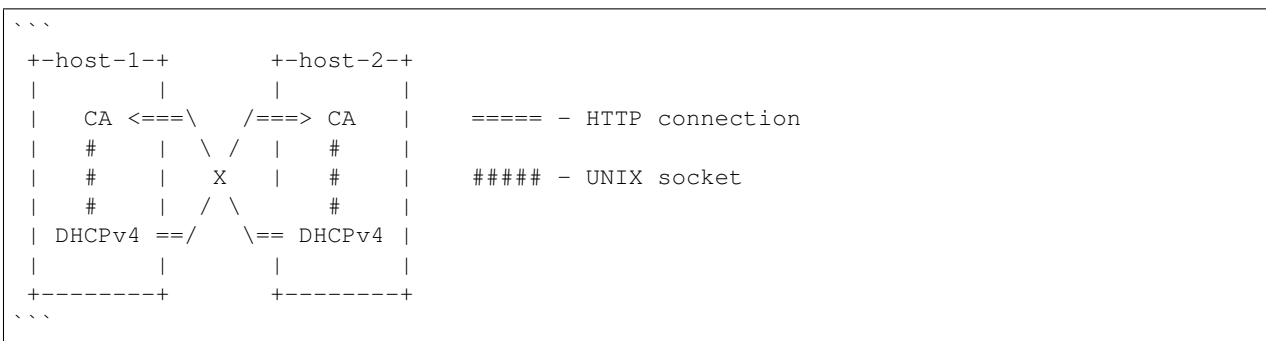 ```
 +-host-1-+       +-host-2-+
 |        |       |        |
 |   CA <===\   /===> CA   |    ===== - HTTP connection
 |   #    |  \ /  |   #    |
 |   #    |   X   |   #    |    ##### - UNIX socket
 |   #    |  / \      #    |
 | DHCPv4 ==/   \== DHCPv4 |
 |        |       |        |
 +--------+       +--------+
```